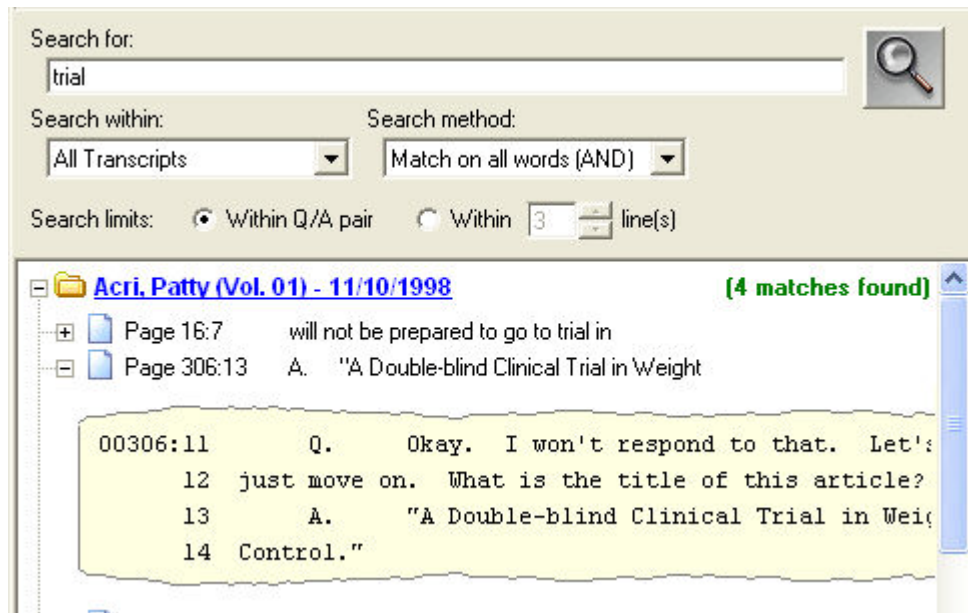 Search for:
trial
Search within: Search method:
All Transcripts Match on all words (AND)
Search limits: Within Q/A pair Within 3 line(s)
Acri, Patty (Vol. 01) - 11/10/1998 (4 matches found)
Page 16:7 will not be prepared to go to trial in
Page 306:13 A. "A Double-blind Clinical Trial in Weight
00306:11 Q. Okay. I won't respond to that. Let's
12 just move on. What is the title of this article?
13 A. "A Double-blind Clinical Trial in Weig
14 Control."